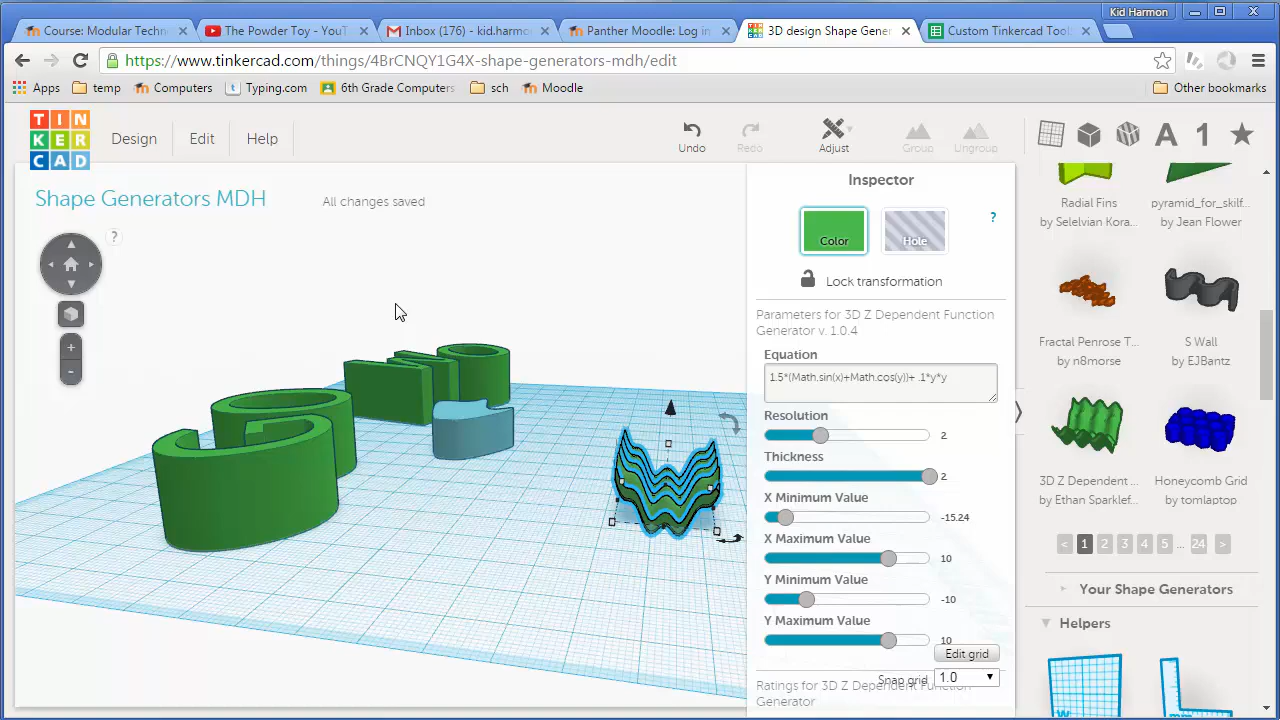 Kid Harmon
Course: Modular Techn
The Powder Toy - YouT
Inbox (176) - kid.harmo
Panther Moodle: Log in
3D design Shape Gener
Custom Tinkercad Tool
https://www.tinkercad.com/things/4BrCNQY1G4X-shape-generators-mdh/edit
Apps
temp
Computers
Typing.com
6th Grade Computers
sch
Moodle
Other bookmarks
TIN
KER
CAD
Design
Edit
Help
Undo
Redo
Adjust
Group
Ungroup
A
1
Shape Generators MDH
All changes saved
?
+
-
Inspector
Color
Hole
?
Lock transformation
Parameters for 3D Z Dependent Function
Generator v. 1.0.4
Equation
1.5*(Math.sin(x)+Math.cos(y))+ .1*y*y
Resolution
2
Thickness
2
X Minimum Value
-15.24
X Maximum Value
10
Y Minimum Value
-10
Y Maximum Value
10
Edit grid
Snap grid
1.0
Ratings for 3D Z Dependent Function
Generator
Radial Fins
by Selelvian Kora...
pyramid_for_skilf...
by Jean Flower
Fractal Penrose T...
by n8morse
S Wall
by EJBantz
3D Z Dependent ...
by Ethan Sparklef...
Honeycomb Grid
by tomlaptop
< 1 2 3 4 5 ... 24 >
Your Shape Generators
Helpers